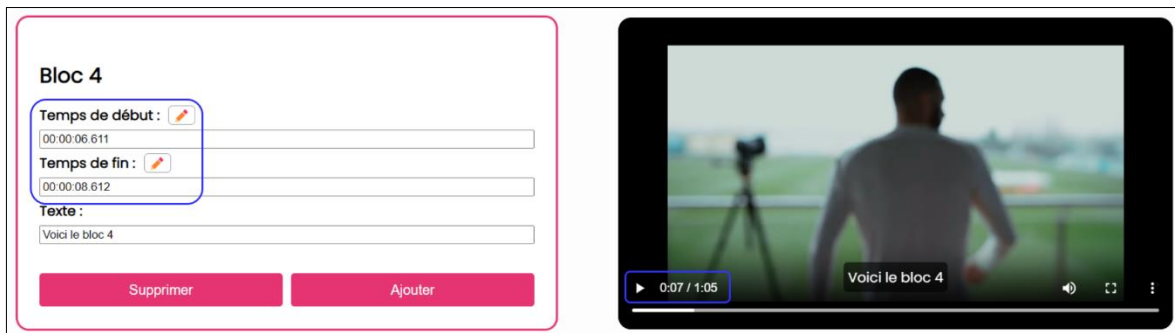 Bloc 4
Temps de début :
00:00:06.611
Temps de fin :
00:00:08.612
Texte :
Voici le bloc 4
Supprimer Ajouter
Voici le bloc 4
0:07 / 1:05